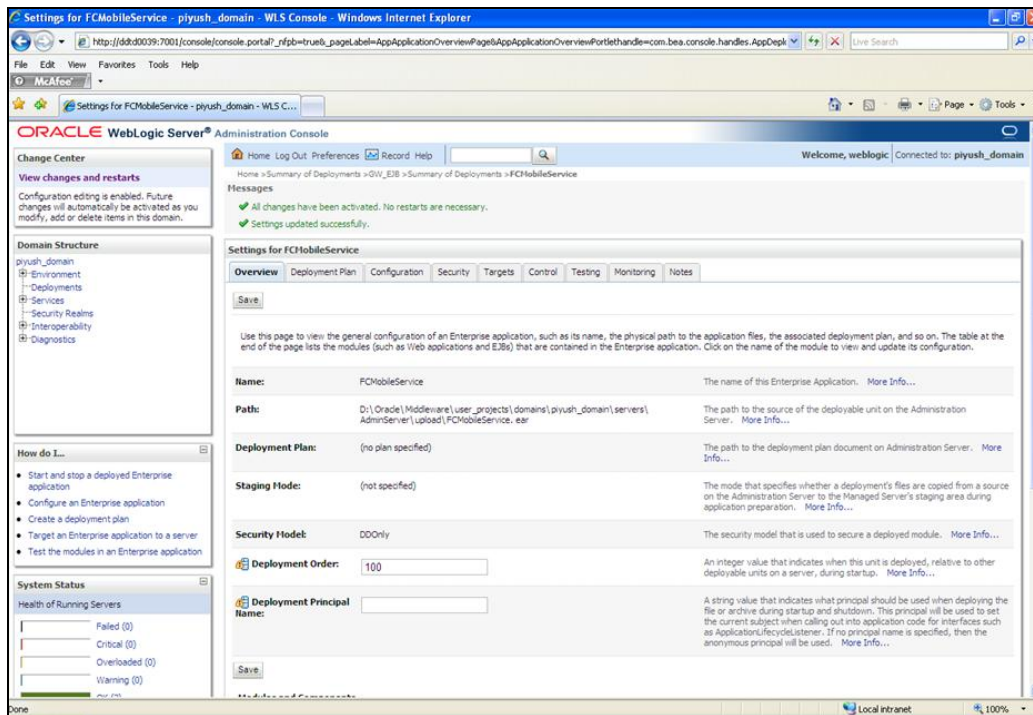 Settings for FCMobileService - piyush_domain - WLS Console - Windows Internet Explorer
http://ddtd0039:7001/console/console.portal?_nfpb=true&_pageLabel=AppApplicationOverviewPage&AppApplicationOverviewPortlethandle=com.bea.console.handles.AppDepl
Live Search
File Edit View Favorites Tools Help
McAfee
Settings for FCMobileService - piyush_domain - WLS C...
Page Tools
ORACLE WebLogic Server® Administration Console
Change Center
View changes and restarts
Configuration editing is enabled. Future
changes will automatically be activated as you
modify, add or delete items in this domain.
Domain Structure
piyush_domain
Environment
Deployments
Services
Security Realms
Interoperability
Diagnostics
How do I...
Start and stop a deployed Enterprise
application
Configure an Enterprise application
Create a deployment plan
Target an Enterprise application to a server
Test the modules in an Enterprise application
System Status
Health of Running Servers
Failed (0)
Critical (0)
Overloaded (0)
Warning (0)
Home Log Out Preferences Record Help
Welcome, weblogic Connected to: piyush_domain
Home >Summary of Deployments >GW_EJB >Summary of Deployments >FCMobileService
Messages
All changes have been activated. No restarts are necessary.
Settings updated successfully.
Settings for FCMobileService
Overview Deployment Plan Configuration Security Targets Control Testing Monitoring Notes
Save
Use this page to view the general configuration of an Enterprise application, such as its name, the physical path to the application files, the associated deployment plan, and so on. The table at the
end of the page lists the modules (such as Web applications and EJBs) that are contained in the Enterprise application. Click on the name of the module to view and update its configuration.
Name: FCMobileService The name of this Enterprise Application. More Info...
Path: D:\Oracle\Middleware\user_projects\domains\piyush_domain\servers\ The path to the source of the deployable unit on the Administration
AdminServer\upload\FCMobileService.ear Server. More Info...
Deployment Plan: (no plan specified) The path to the deployment plan document on Administration Server. More
Info...
Staging Mode: (not specified) The mode that specifies whether a deployment's files are copied from a source
on the Administration Server to the Managed Server's staging area during
application preparation. More Info...
Security Model: DDOnly The security model that is used to secure a deployed module. More Info...
Deployment Order: 100 An integer value that indicates when this unit is deployed, relative to other
deployable units on a server, during startup. More Info...
Deployment Principal A string value that indicates what principal should be used when deploying the
Name: file or archive during startup and shutdown. This principal will be used to set
the current subject when calling out into application code for interfaces such
as ApplicationLifecycleListener. If no principal name is specified, then the
anonymous principal will be used. More Info...
Save
Modules and Components
Done
Local intranet 100%